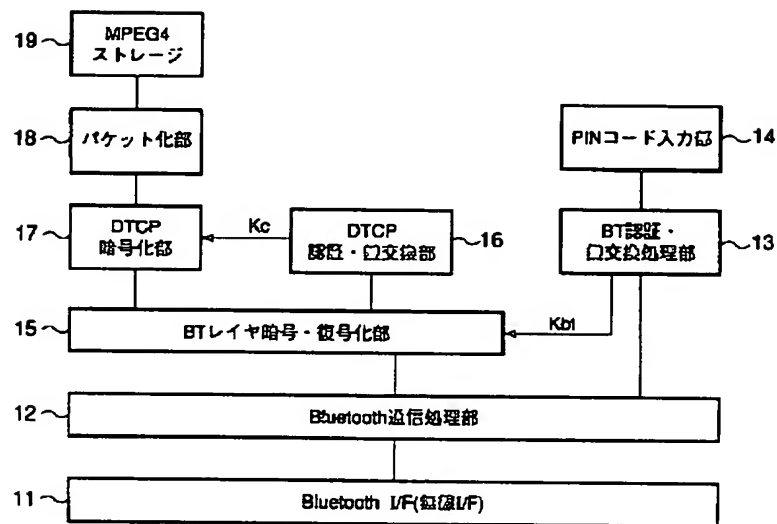 19
MPEG4
ストレージ
18
パケット化部
PINコード入力部
14
17
DTCP
暗号化部
Kc
DTCP
認証・鍵交換部
16
BT認証・
鍵交換処理部
13
15
BTレイヤ暗号・復号化部
Kb1
12
Bluetooth通信処理部
11
Bluetooth I/F(無線I/F)